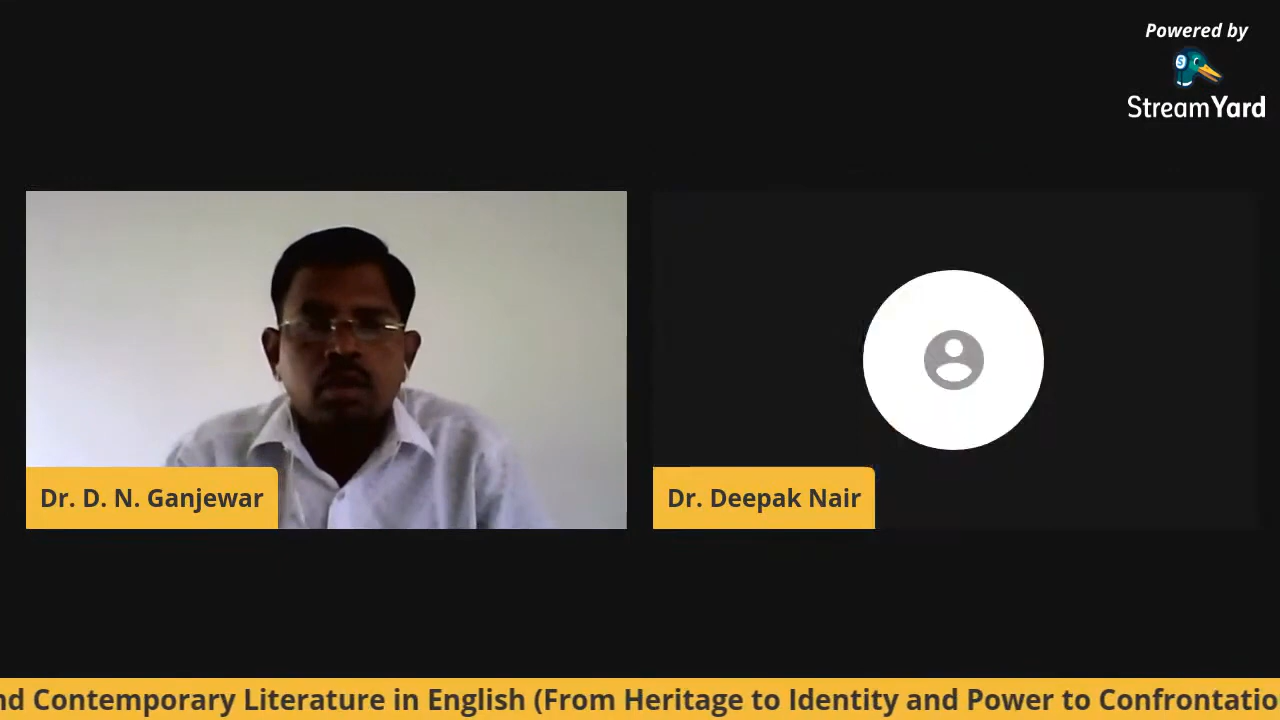 Powered by
S
StreamYard
Dr. D. N. Ganjewar
Dr. Deepak Nair
nd Contemporary Literature in English (From Heritage to Identity and Power to Confrontatio